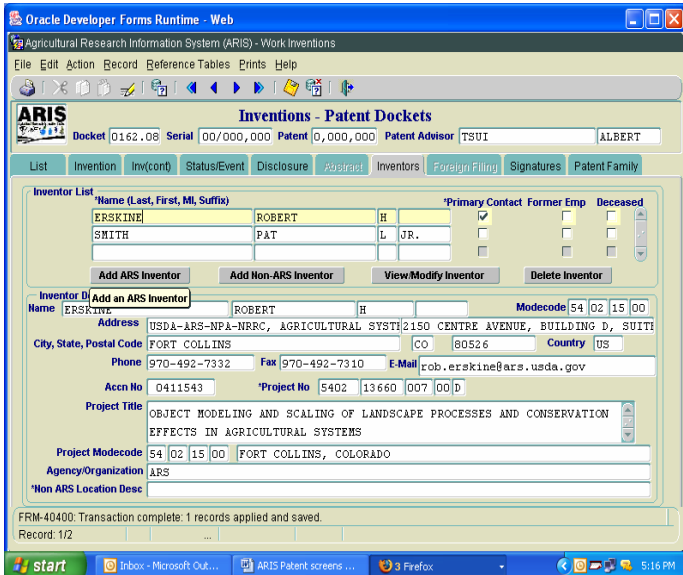 Oracle Developer Forms Runtime - Web
Agricultural Research Information System (ARIS) - Work Inventions
File Edit Action Record Reference Tables Prints Help
ARIS Inventions - Patent Dockets
Docket 0162.08 Serial 00/000,000 Patent 0,000,000 Patent Advisor TSUI ALBERT
List Invention Inv(cont) Status/Event Disclosure Abstract Inventors Foreign Filing Signatures Patent Family
Inventor List
*Name (Last, First, MI, Suffix) *Primary Contact Former Emp Deceased
ERSKINE ROBERT H
SMITH PAT L JR.
Add ARS Inventor Add Non-ARS Inventor View/Modify Inventor Delete Inventor
Inventor D Add an ARS Inventor
Name ERSKINE ROBERT H Modecode 54 02 15 00
Address USDA-ARS-NPA-NRRC, AGRICULTURAL SYSTE 2150 CENTRE AVENUE, BUILDING D, SUITE
City, State, Postal Code FORT COLLINS CO 80526 Country US
Phone 970-492-7332 Fax 970-492-7310 E-Mail rob.erskine@ars.usda.gov
Accn No 0411543 *Project No 5402 13660 007 00 D
Project Title OBJECT MODELING AND SCALING OF LANDSCAPE PROCESSES AND CONSERVATION
EFFECTS IN AGRICULTURAL SYSTEMS
Project Modecode 54 02 15 00 FORT COLLINS, COLORADO
Agency/Organization ARS
*Non ARS Location Desc
FRM-40400: Transaction complete: 1 records applied and saved.
Record: 1/2 ...
start Inbox - Microsoft Out... ARIS Patent screens ... 3 Firefox 5:16 PM